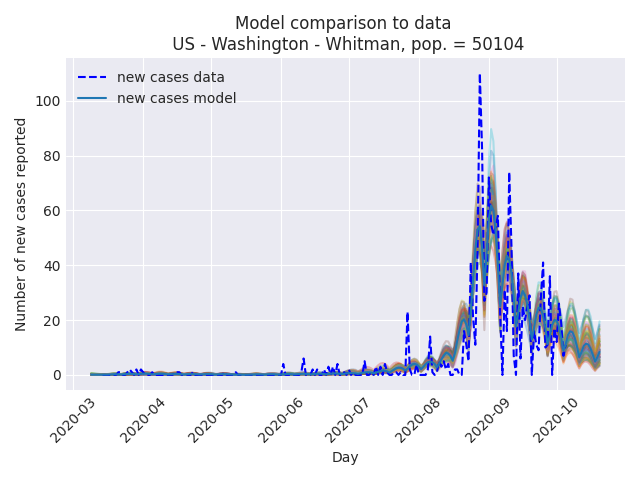 Model comparison to data
US - Washington - Whitman, pop. = 50104
new cases data
new cases model
Number of new cases reported
100
80
60
40
20
0
2020-03
2020-04
2020-05
2020-06
2020-07
2020-08
2020-09
2020-10
Day